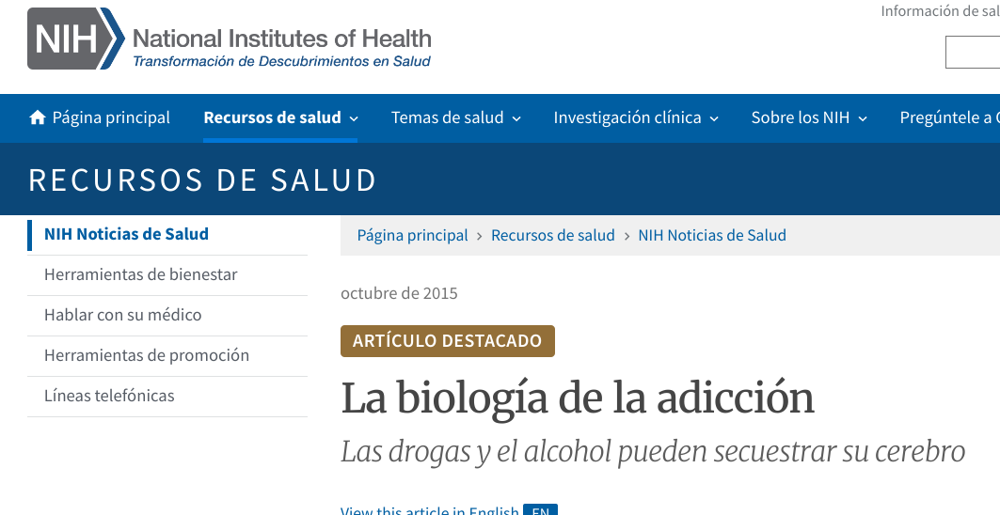 Información de sal
NIH National Institutes of Health
Transformación de Descubrimientos en Salud
Página principal Recursos de salud Temas de salud Investigación clínica Sobre los NIH Pregúntele a
RECURSOS DE SALUD
NIH Noticias de Salud
Herramientas de bienestar
Hablar con su médico
Herramientas de promoción
Líneas telefónicas
Página principal > Recursos de salud > NIH Noticias de Salud
octubre de 2015
ARTÍCULO DESTACADO
La biología de la adicción
Las drogas y el alcohol pueden secuestrar su cerebro
View this article in English EN